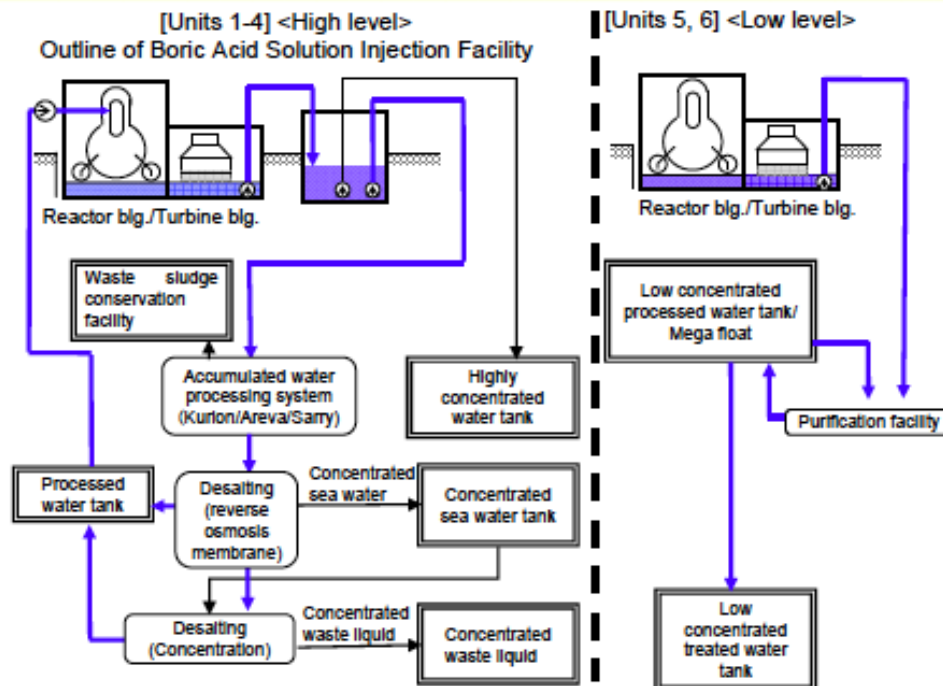 [Units 1-4] <High level>
Outline of Boric Acid Solution Injection Facility
Reactor blg./Turbine blg.
Waste sludge
conservation
facility
Accumulated water
processing system
(Kurion/Areva/Sarry)
Highly
concentrated
water tank
Processed
water tank
Desalting
(reverse
osmosis
membrane)
Concentrated
sea water
Concentrated
sea water tank
Desalting
(Concentration)
Concentrated
waste liquid
Concentrated
waste liquid
[Units 5, 6] <Low level>
Reactor blg./Turbine blg.
Low concentrated
processed water tank/
Mega float
Purification facility
Low
concentrated
treated water
tank